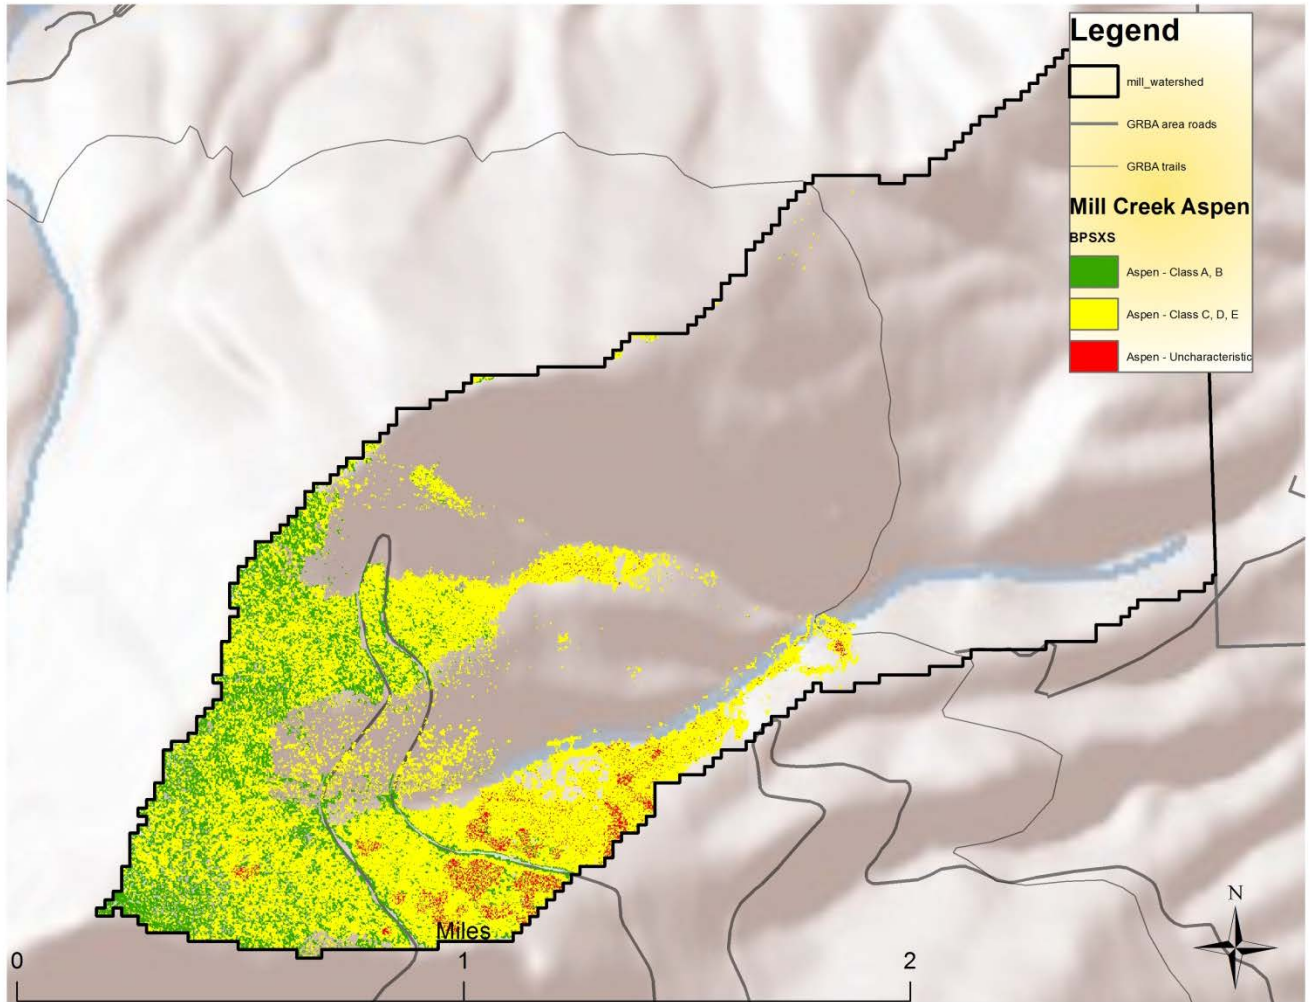 Legend
mill_watershed
GRBA area roads
GRBA trails
Mill Creek Aspen
BPSXS
Aspen - Class A, B
Aspen - Class C, D, E
Aspen - Uncharacteristic
N
Miles
0 1 2